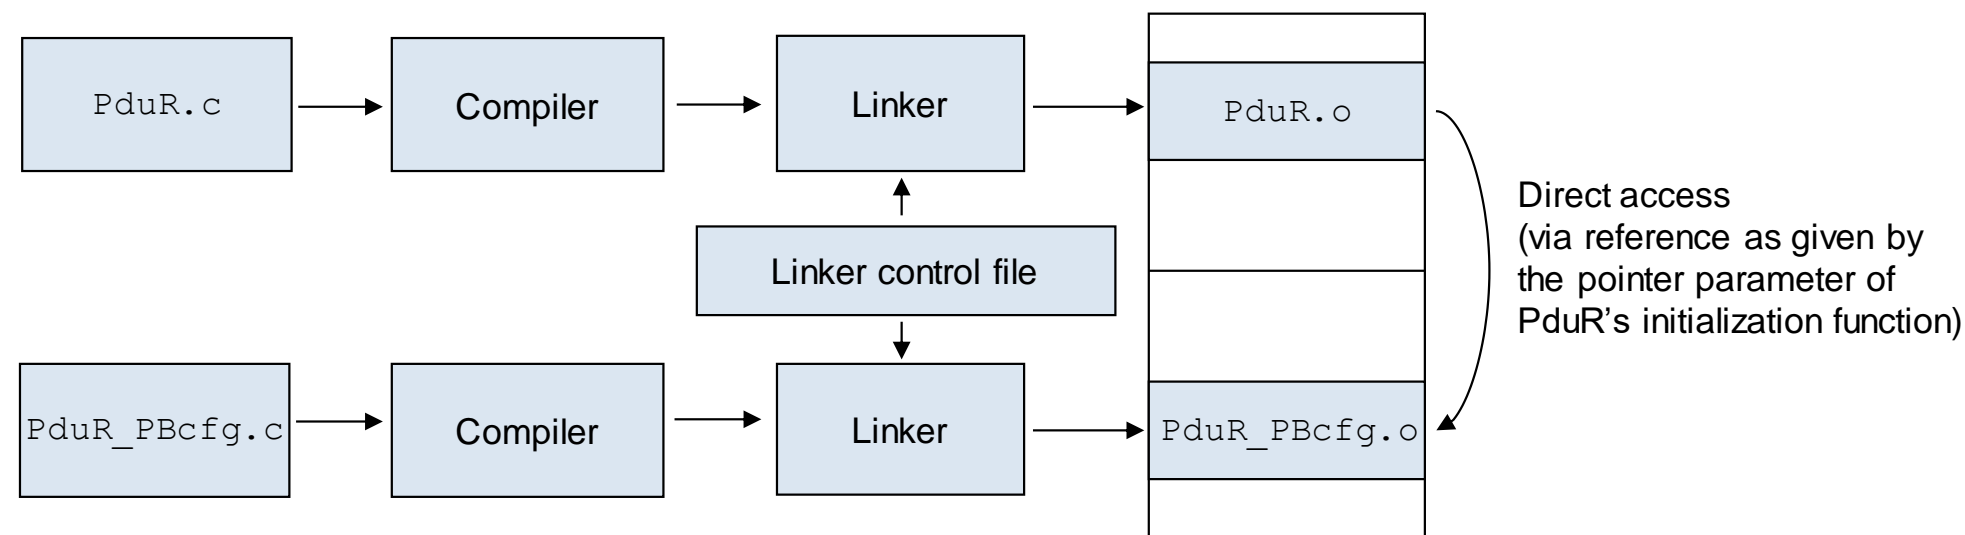 PduR.c
Compiler
Linker
PduR.o
Linker control file
Direct access
(via reference as given by
the pointer parameter of
PduR’s initialization function)
PduR_PBcfg.c
Compiler
Linker
PduR_PBcfg.o